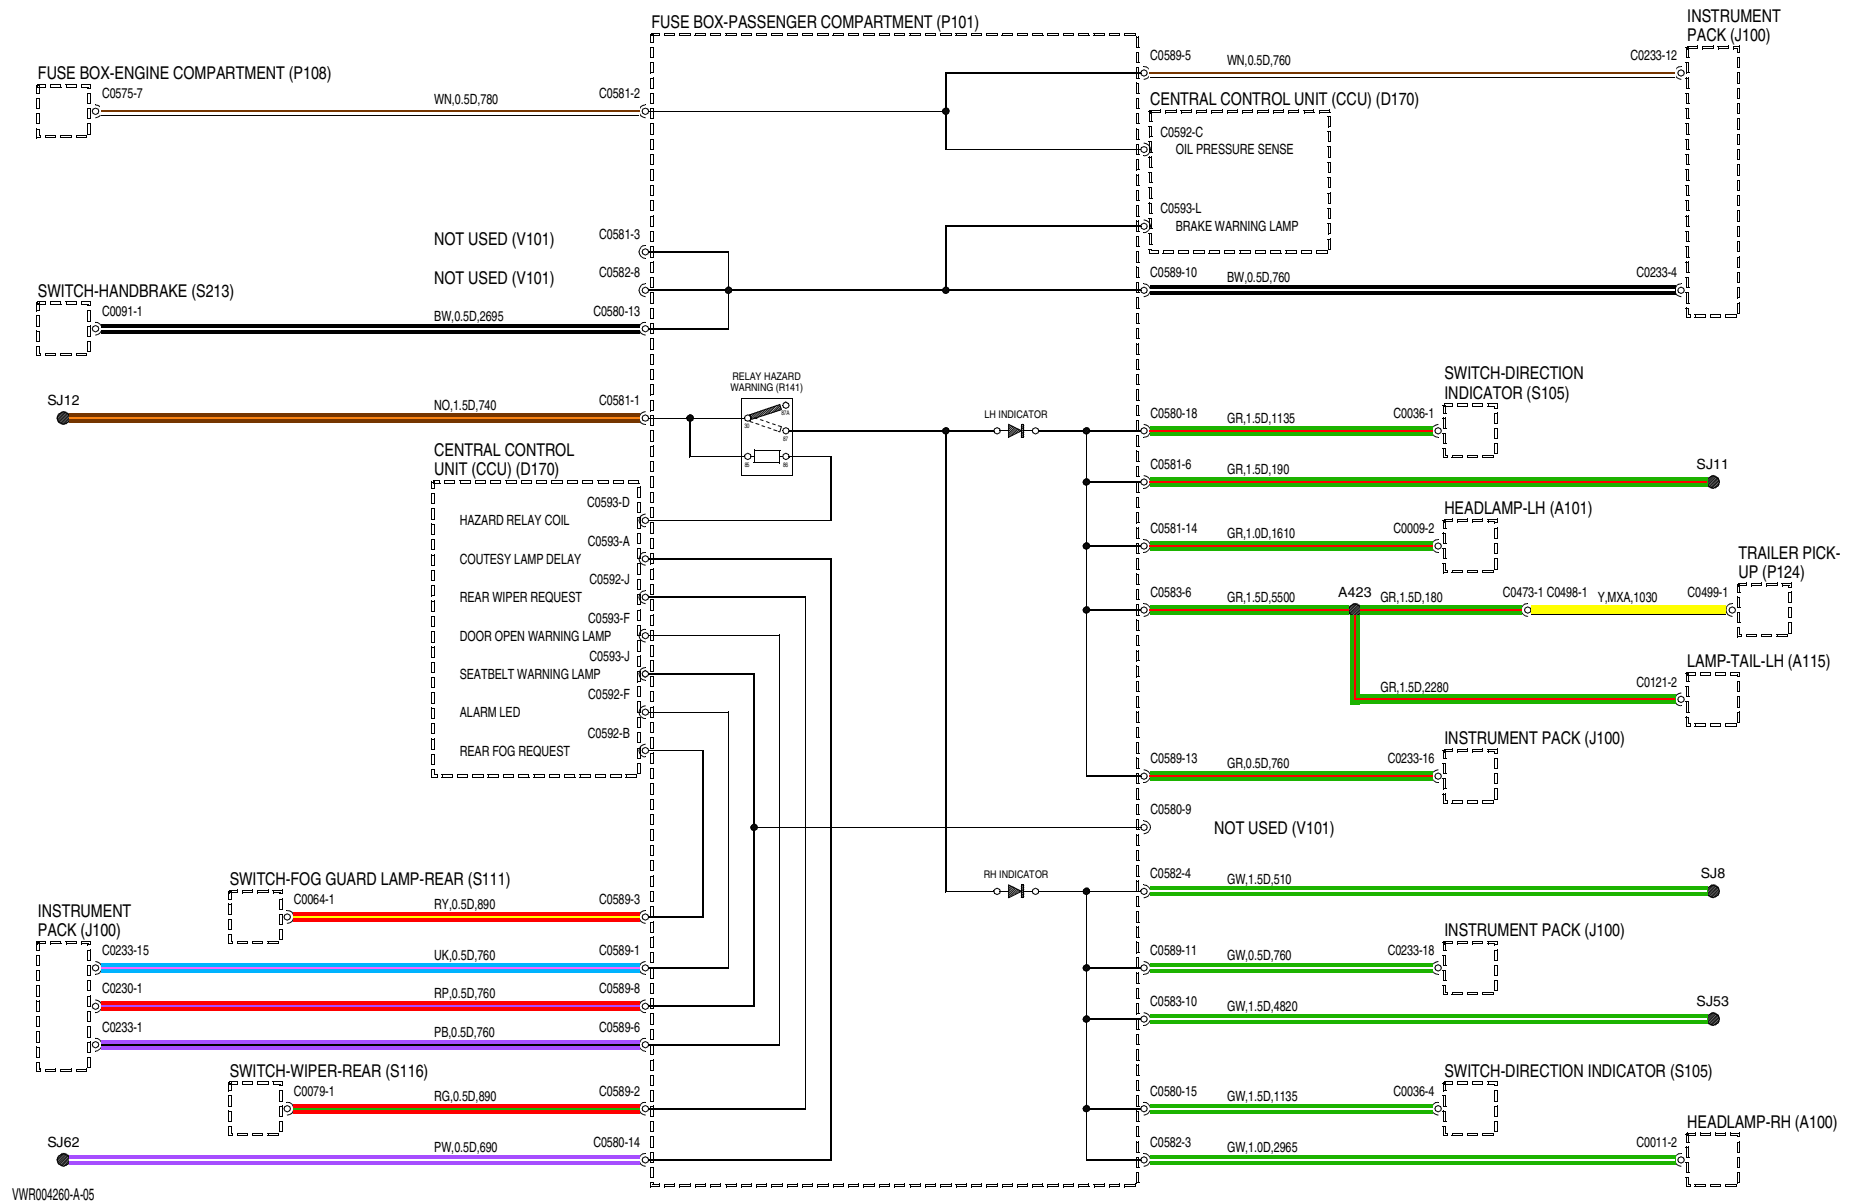 FUSE BOX-PASSENGER COMPARTMENT (P101)
INSTRUMENT
PACK (J100)
FUSE BOX-ENGINE COMPARTMENT (P108)
C0575-7
WN,0.5D,780
C0581-2
C0589-5
WN,0.5D,760
C0233-12
CENTRAL CONTROL UNIT (CCU) (D170)
C0592-C
OIL PRESSURE SENSE
C0593-L
BRAKE WARNING LAMP
NOT USED (V101)
C0581-3
NOT USED (V101)
C0582-8
C0589-10
BW,0.5D,760
C0233-4
SWITCH-HANDBRAKE (S213)
C0091-1
BW,0.5D,2695
C0580-13
RELAY HAZARD
WARNING (R141)
SJ12
NO,1.5D,740
C0581-1
87A
30
87
86
85
LH INDICATOR
SWITCH-DIRECTION
INDICATOR (S105)
C0580-18
GR,1.5D,1135
C0036-1
C0581-6
GR,1.5D,190
SJ11
CENTRAL CONTROL
UNIT (CCU) (D170)
C0593-D
HAZARD RELAY COIL
C0593-A
COUTESY LAMP DELAY
C0592-J
REAR WIPER REQUEST
C0593-F
DOOR OPEN WARNING LAMP
C0593-J
SEATBELT WARNING LAMP
C0592-F
ALARM LED
C0592-B
REAR FOG REQUEST
HEADLAMP-LH (A101)
C0581-14
GR,1.0D,1610
C0009-2
TRAILER PICK-
UP (P124)
C0583-6
GR,1.5D,5500
A423
GR,1.5D,180
C0473-1 C0498-1
Y,MXA,1030
C0499-1
LAMP-TAIL-LH (A115)
GR,1.5D,2280
C0121-2
INSTRUMENT PACK (J100)
C0589-13
GR,0.5D,760
C0233-16
C0580-9
NOT USED (V101)
RH INDICATOR
C0582-4
GW,1.5D,510
SJ8
SWITCH-FOG GUARD LAMP-REAR (S111)
C0064-1
RY,0.5D,890
C0589-3
INSTRUMENT
PACK (J100)
C0233-15
UK,0.5D,760
C0589-1
C0230-1
RP,0.5D,760
C0589-8
C0233-1
PB,0.5D,760
C0589-6
INSTRUMENT PACK (J100)
C0589-11
GW,0.5D,760
C0233-18
C0583-10
GW,1.5D,4820
SJ53
SWITCH-WIPER-REAR (S116)
C0079-1
RG,0.5D,890
C0589-2
SWITCH-DIRECTION INDICATOR (S105)
C0580-15
GW,1.5D,1135
C0036-4
SJ62
PW,0.5D,690
C0580-14
HEADLAMP-RH (A100)
C0582-3
GW,1.0D,2965
C0011-2
VWR004260-A-05